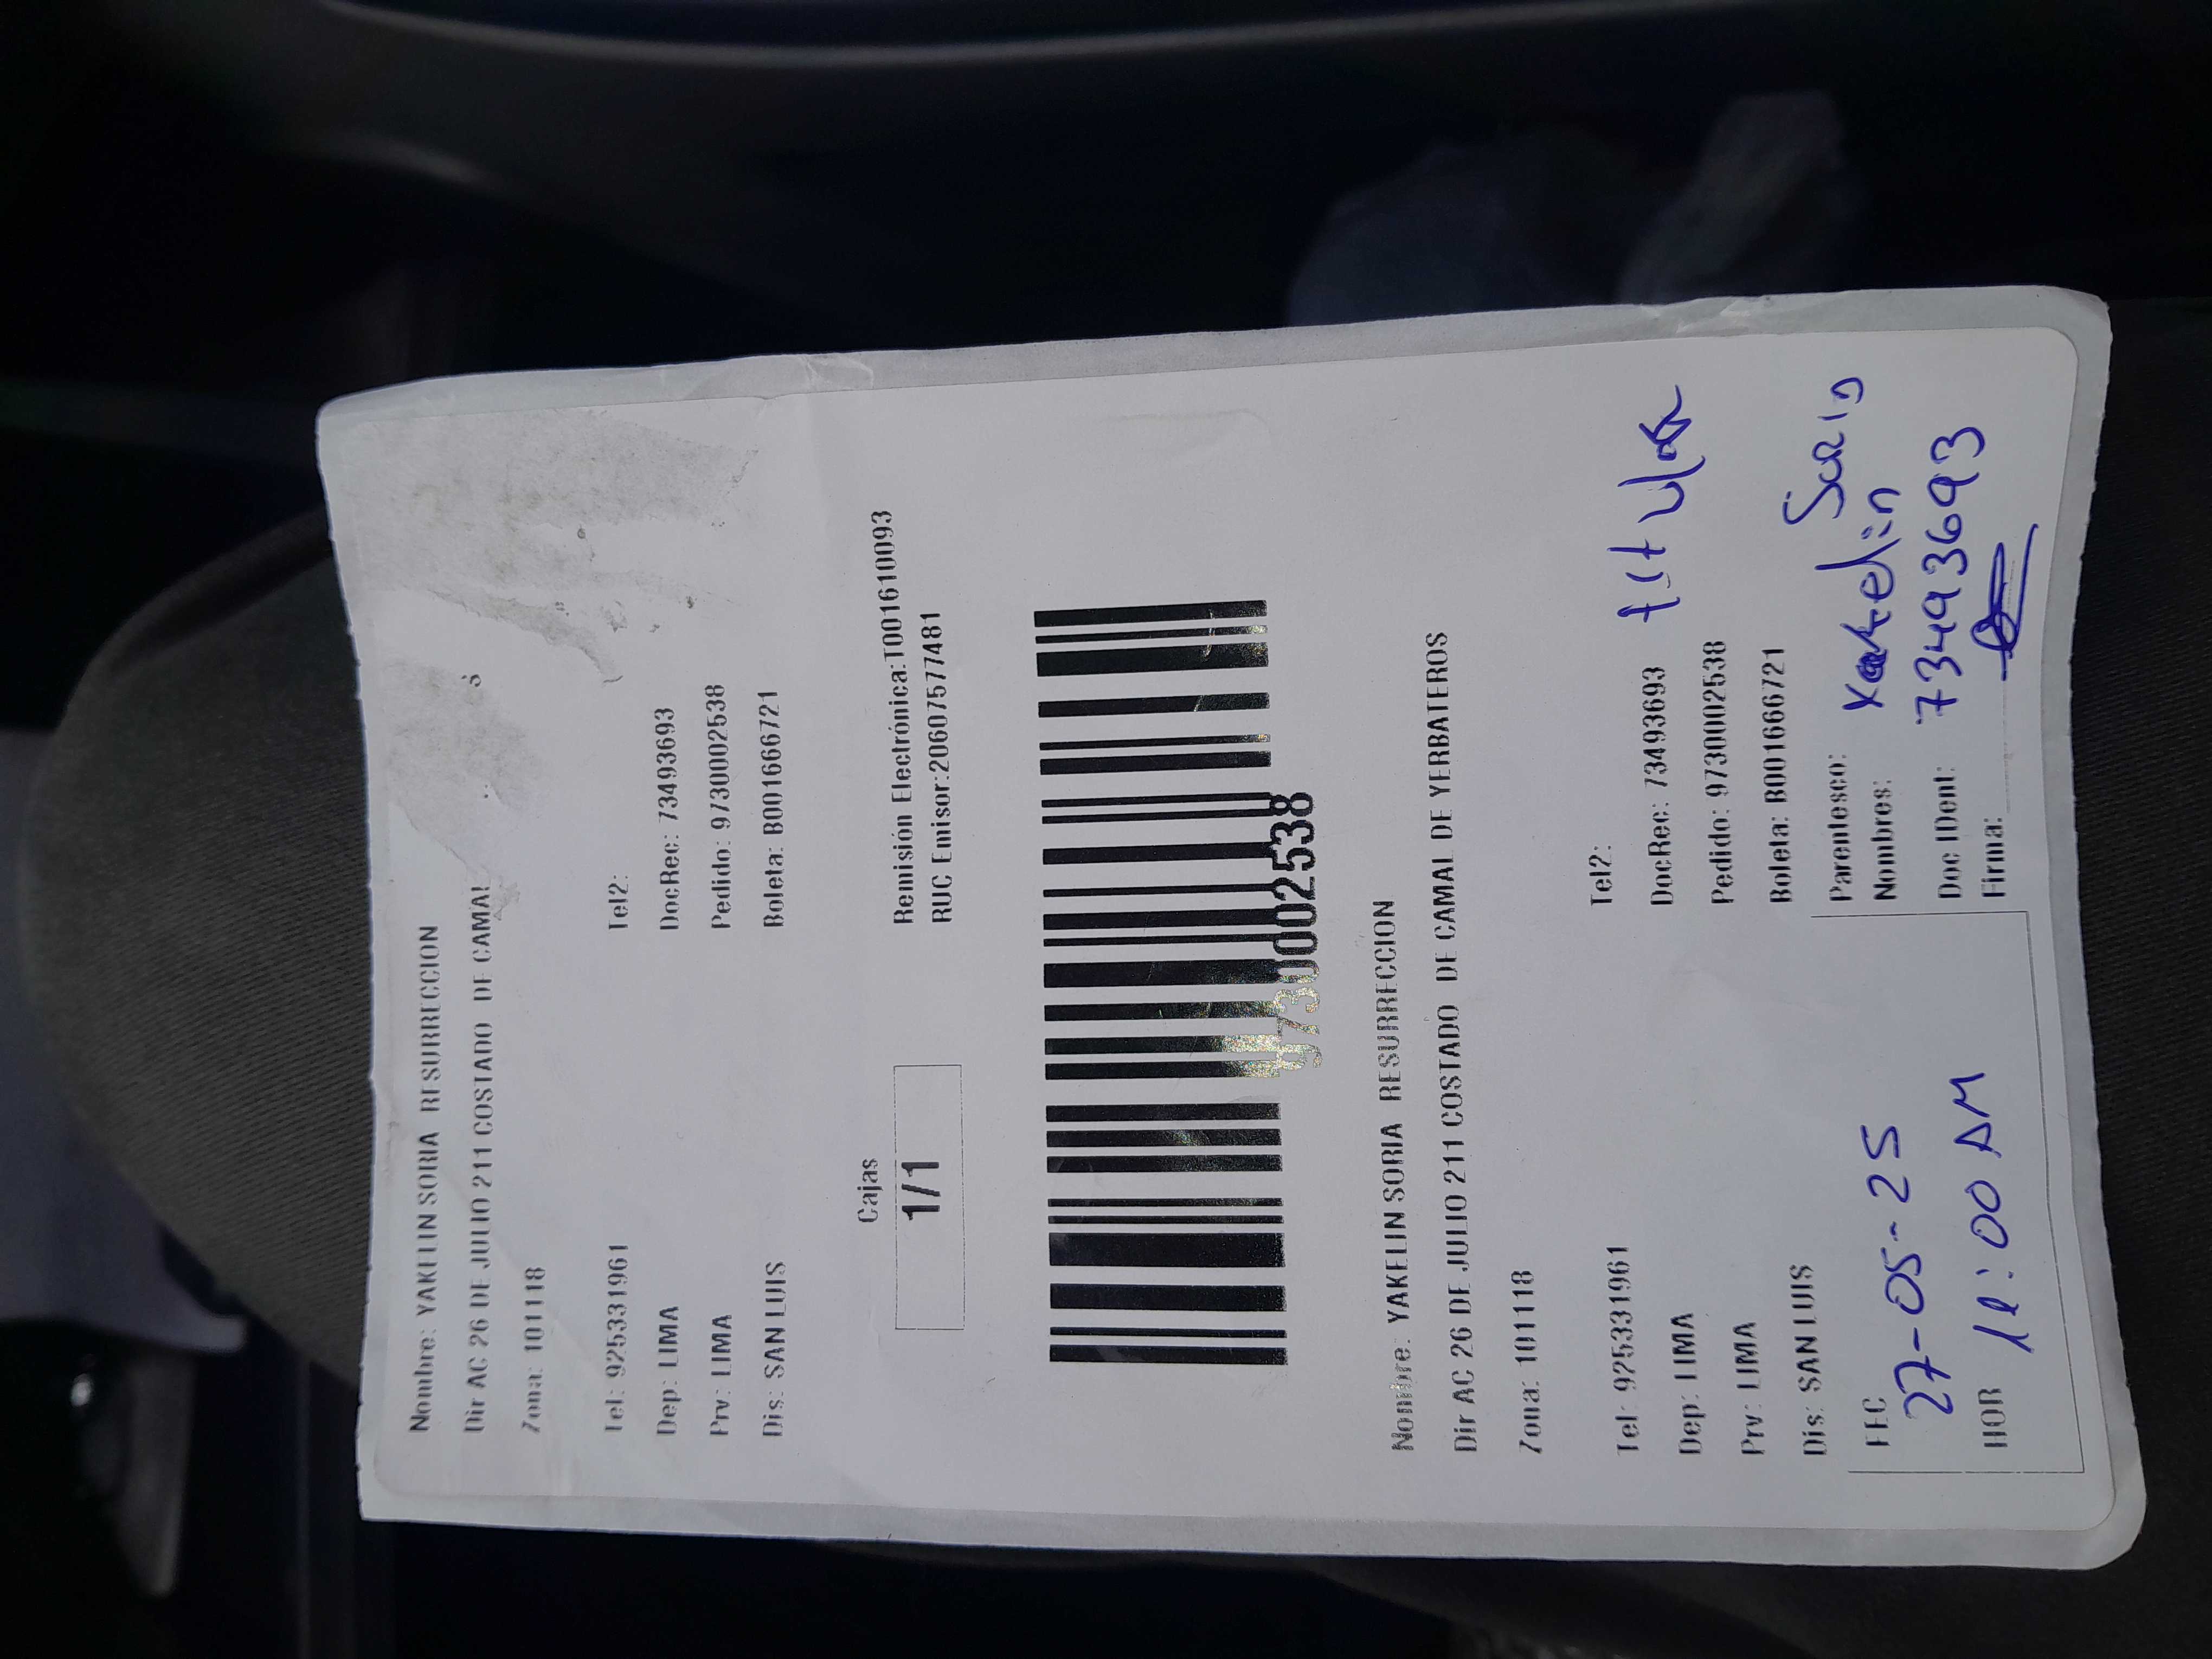 Nombre: YAKELIN SORIA RESURRECCION
Dir AC 26 DE JULIO 211 COSTADO DE CAMAL
Zona: 101118
Tel: 925331961 Tel2:
Dep: LIMA DocRec: 73493693
Prv: LIMA Pedido: 9730002538
Dis: SAN LUIS Boleta: B001666721
Cajas
1/1
Remisión Electrónica:T001610093
RUC Emisor:20607577481
9730002538
Nombre: YAKELIN SORIA RESURRECCION
Dir AC 26 DE JULIO 211 COSTADO DE CAMAL DE YERBATEROS
Zona: 101118
Tel: 925331961 Tel2:
Dep: LIMA DocRec: 73493693 titular
Prv: LIMA Pedido: 9730002538
Dis: SAN LUIS Boleta: B001666721
FEC 27-05-25
HOR 11:00 AM
Parentesco:
Nombres: Yakelin Soria
Doc IDent: 73493693
Firma: